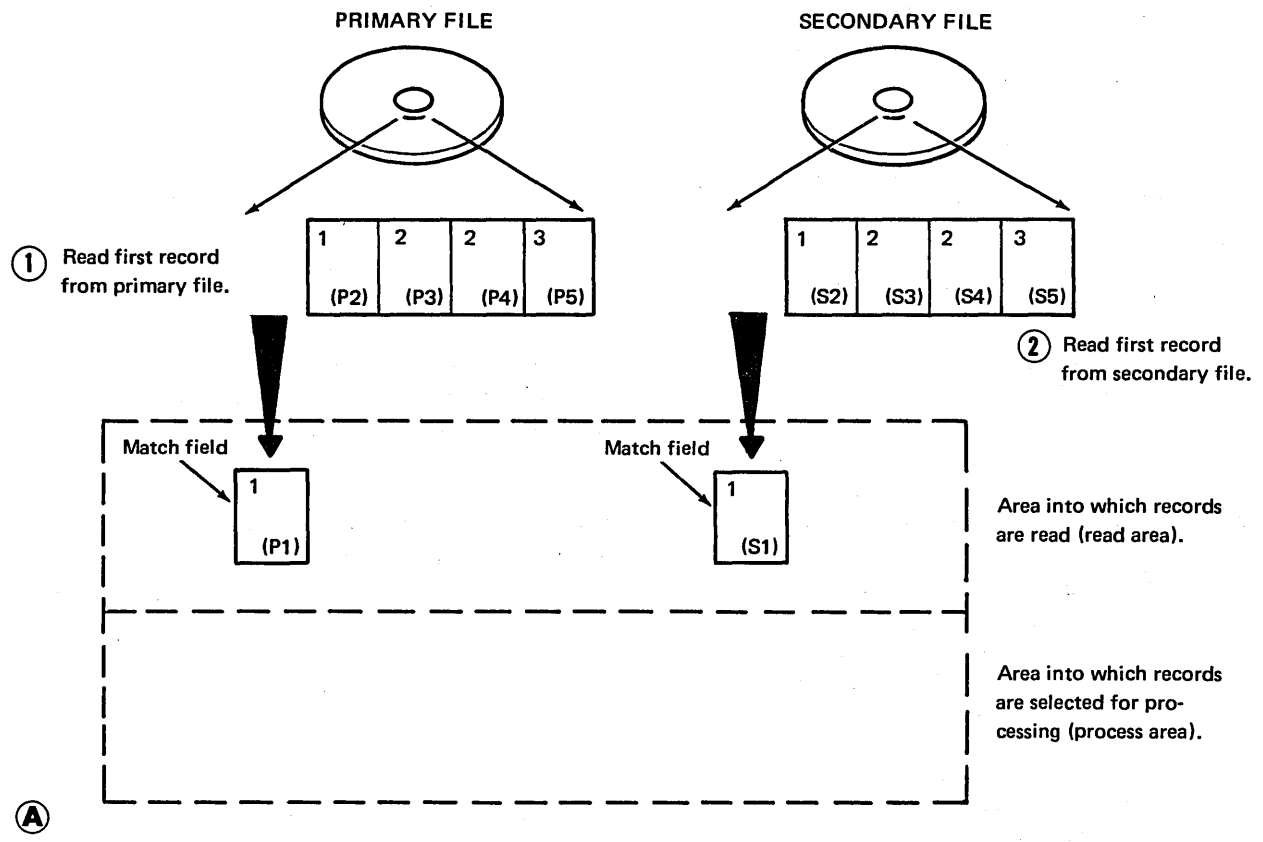 PRIMARY FILE
SECONDARY FILE
1 Read first record
from primary file.
1 2 2 3
(P2) (P3) (P4) (P5)
1 2 2 3
(S2) (S3) (S4) (S5)
2 Read first record
from secondary file.
Match field
1
(P1)
Match field
1
(S1)
Area into which records
are read (read area).
Area into which records
are selected for pro-
cessing (process area).
A